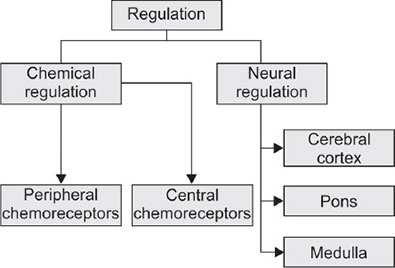 Regulation
Chemical
regulation
Neural
regulation
Cerebral
cortex
Peripheral
chemoreceptors
Central
chemoreceptors
Pons
Medulla